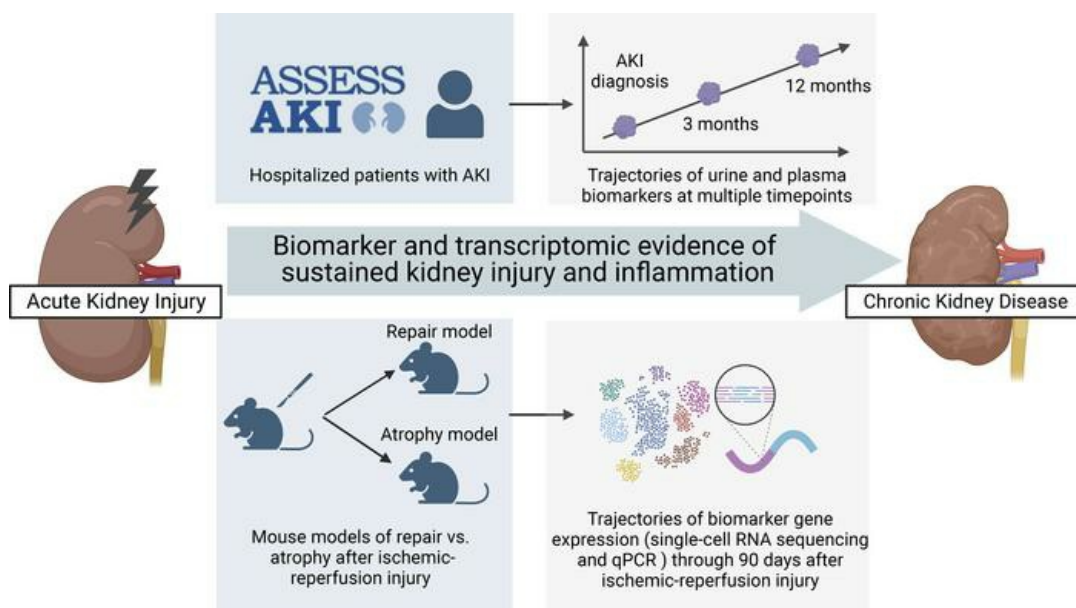 ASSESS
AKI
Hospitalized patients with AKI
AKI
diagnosis
3 months
12 months
Trajectories of urine and plasma
biomarkers at multiple timepoints
Acute Kidney Injury
Biomarker and transcriptomic evidence of
sustained kidney injury and inflammation
Chronic Kidney Disease
Repair model
Atrophy model
Mouse models of repair vs.
atrophy after ischemic-
reperfusion injury
Trajectories of biomarker gene
expression (single-cell RNA sequencing
and qPCR ) through 90 days after
ischemic-reperfusion injury